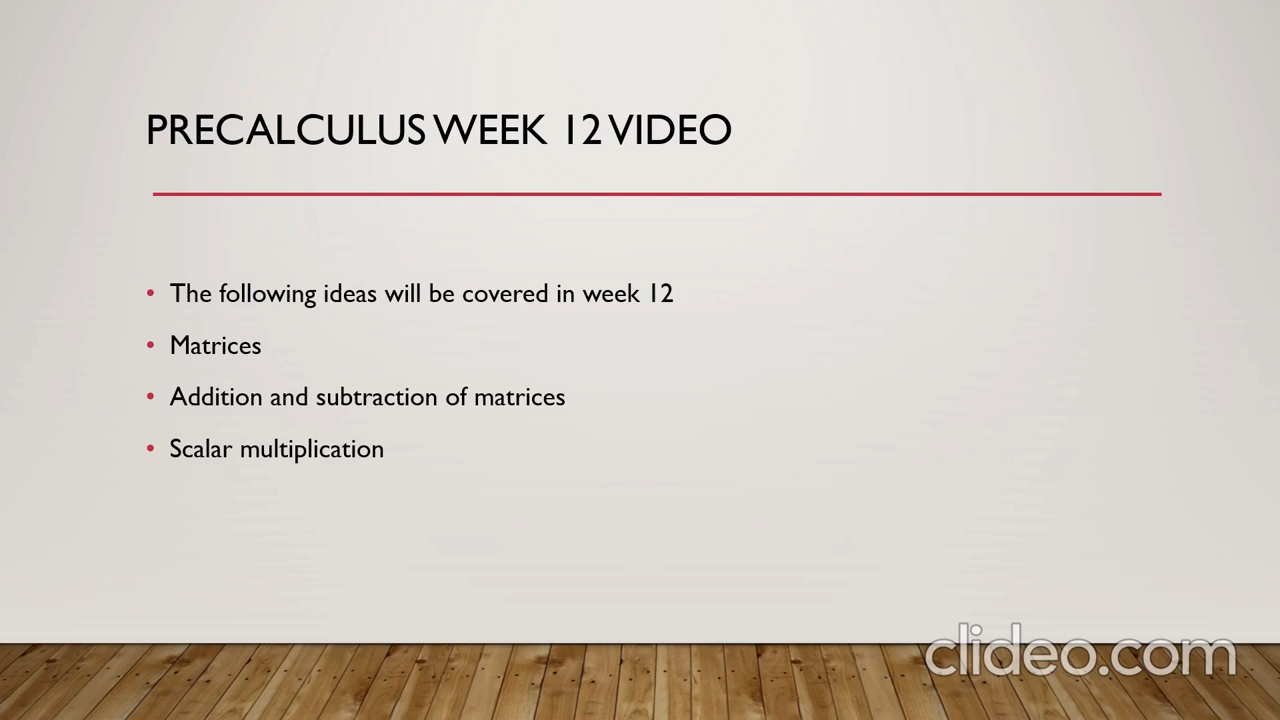 PRECALCULUS WEEK 12 VIDEO
• The following ideas will be covered in week 12
• Matrices
• Addition and subtraction of matrices
• Scalar multiplication
clideo.com